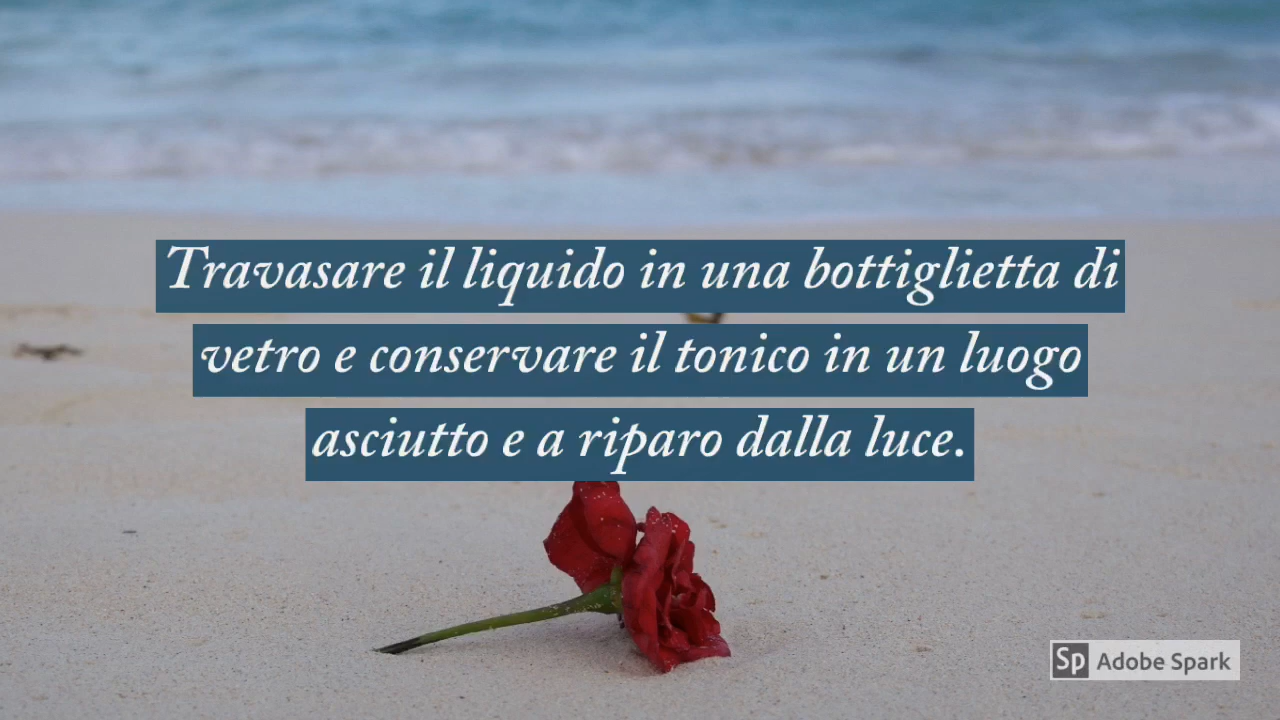 Travasare il liquido in una bottiglietta di
vetro e conservare il tonico in un luogo
asciutto e a riparo dalla luce.
Sp Adobe Spark